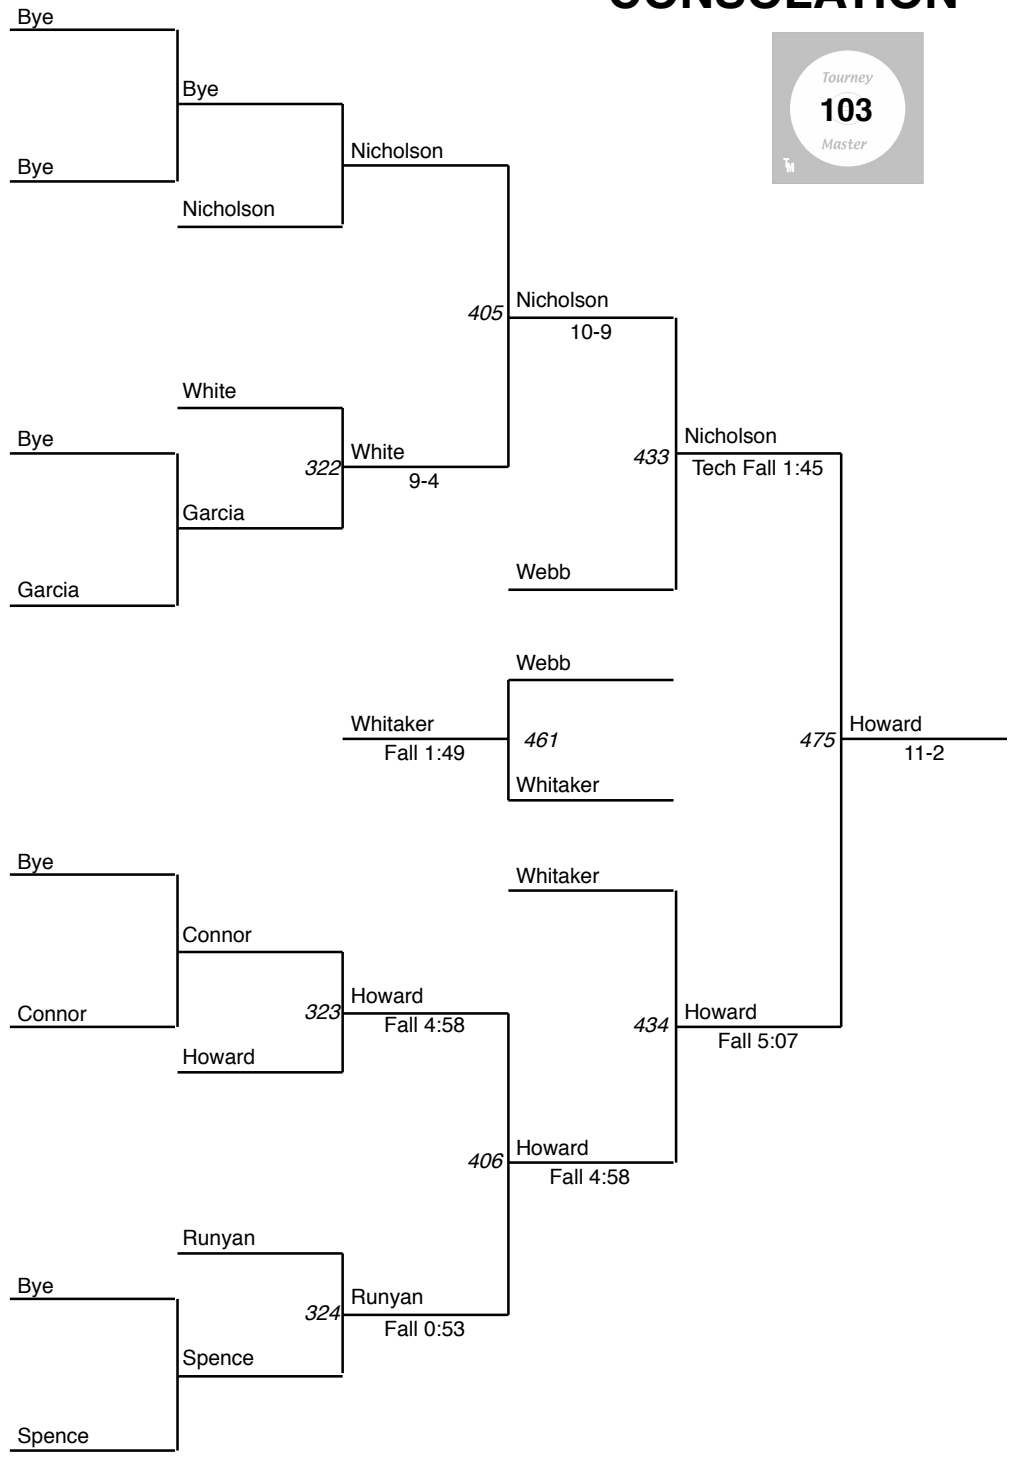 CONSOLATION
Bye
Tourney
103
Master
TM
Bye
Nicholson
Bye
Nicholson
Nicholson
405
10-9
White
Bye
White
322
9-4
Nicholson
433
Tech Fall 1:45
Garcia
Webb
Garcia
Webb
Whitaker
Fall 1:49
461
475
Howard
11-2
Whitaker
Bye
Whitaker
Connor
Howard
323
Fall 4:58
Connor
Howard
434
Fall 5:07
Howard
Howard
406
Fall 4:58
Runyan
Bye
Runyan
324
Fall 0:53
Spence
Spence